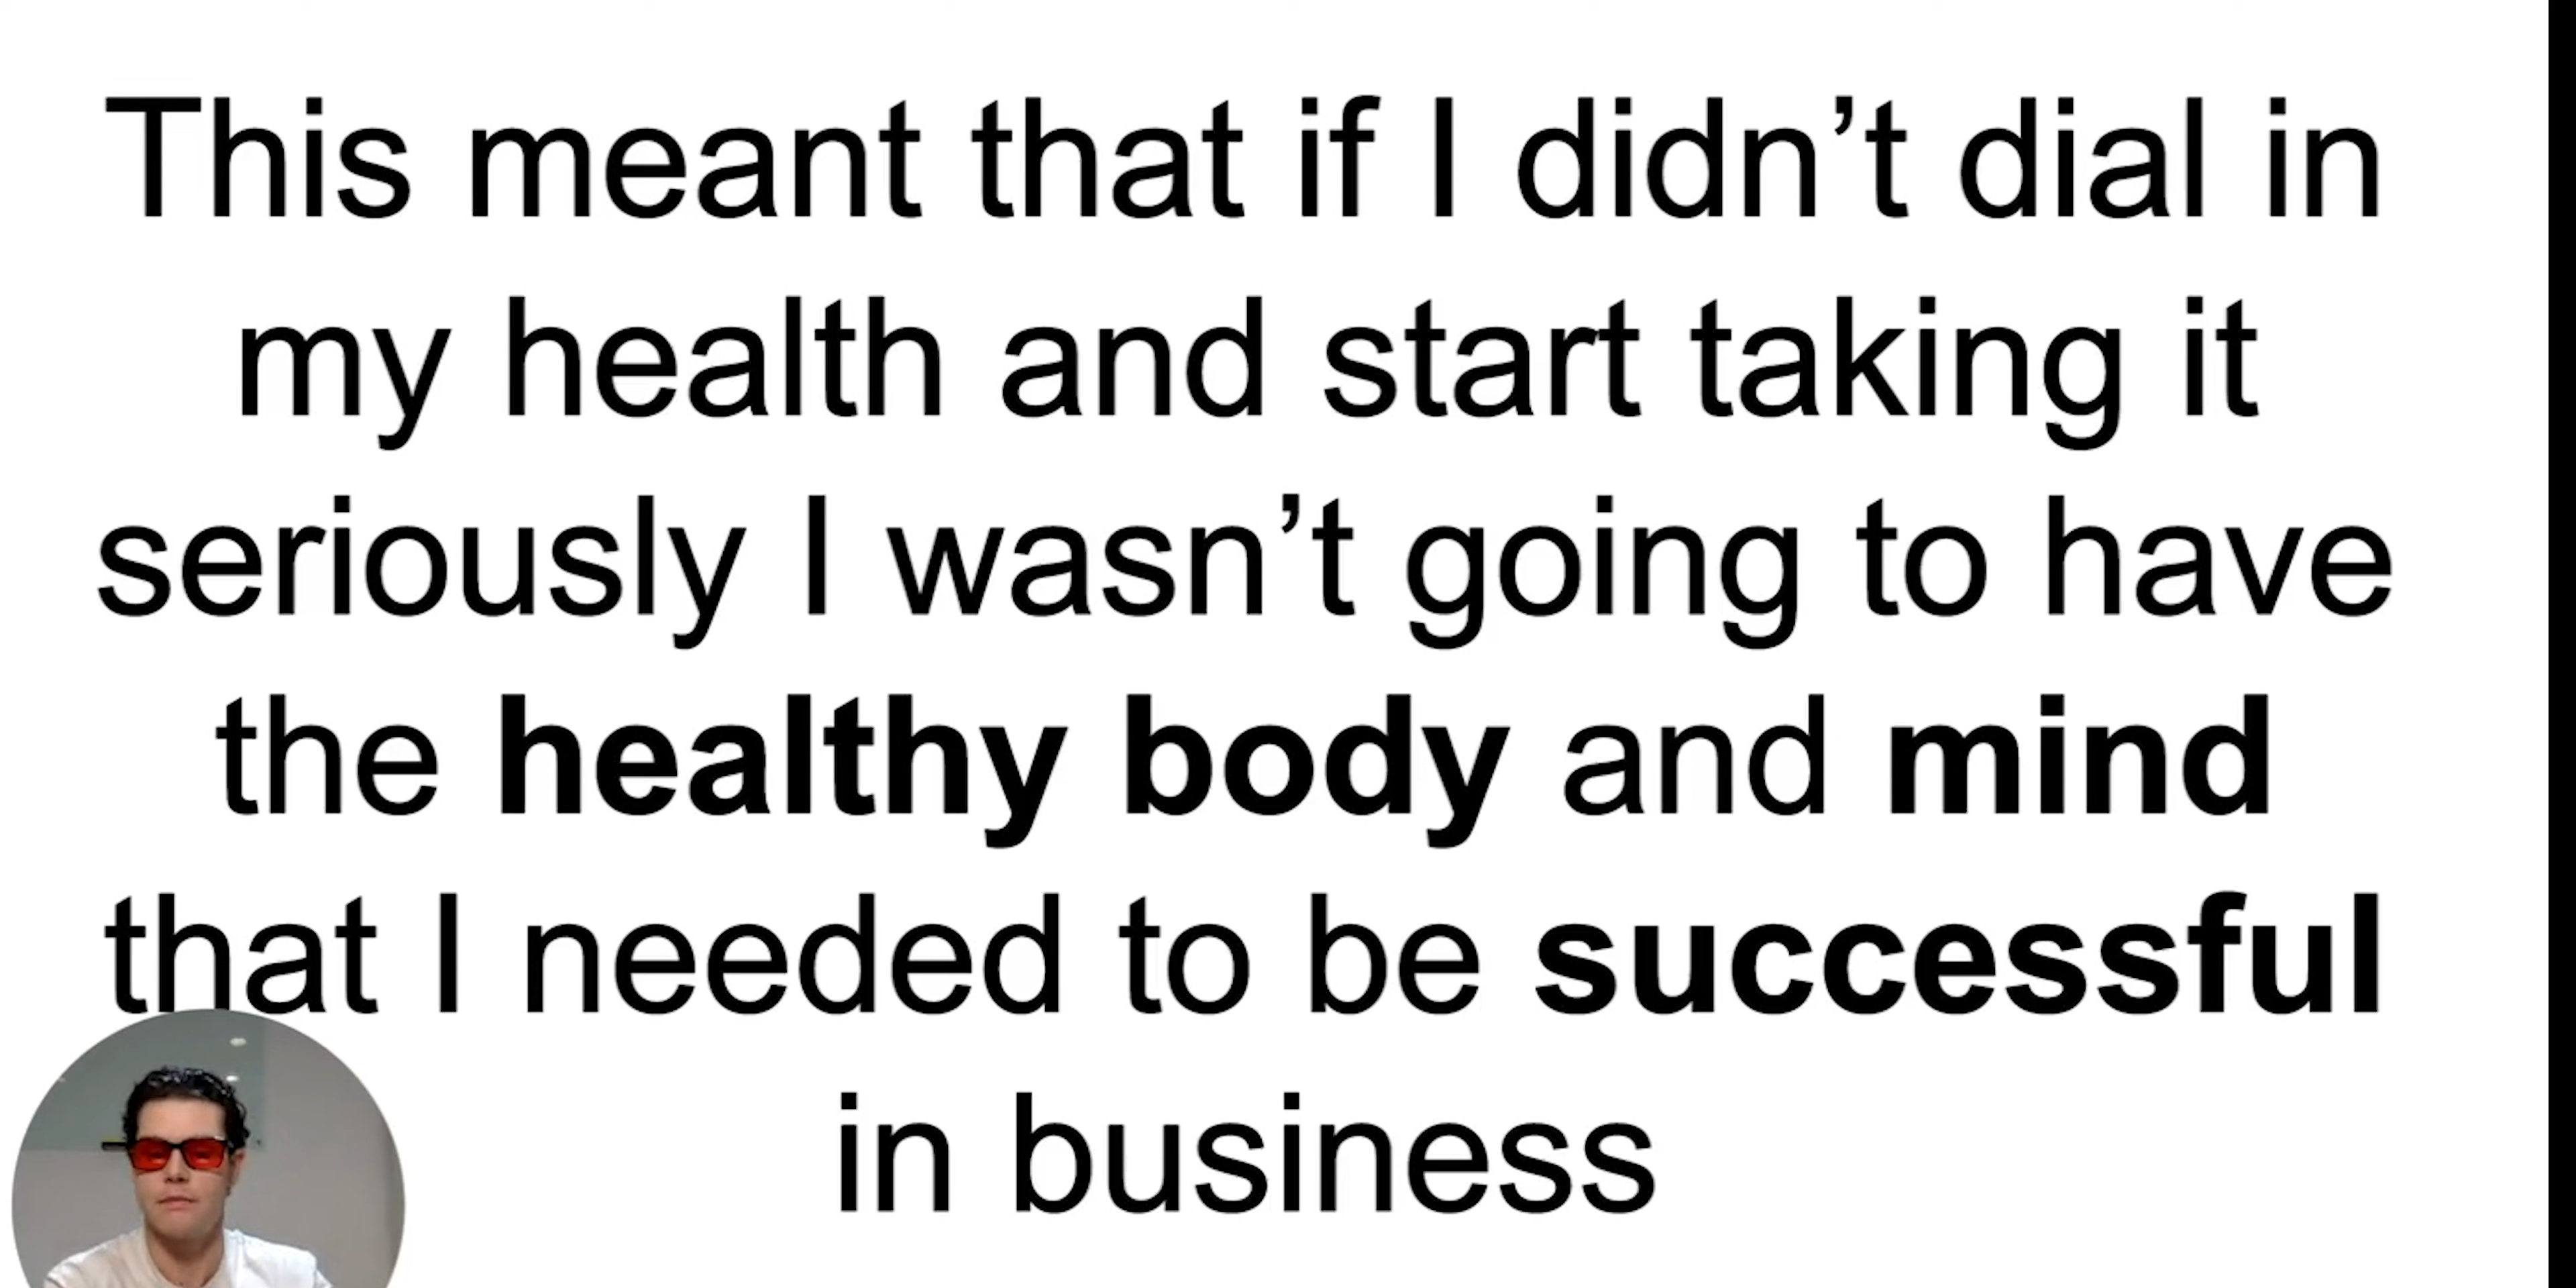 This meant that if I didn’t dial in
my health and start taking it
seriously I wasn’t going to have
the healthy body and mind
that I needed to be successful
in business